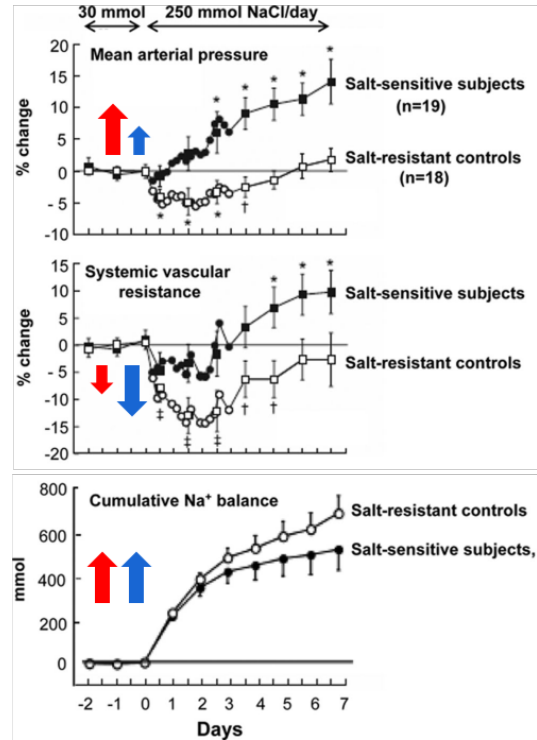 30 mmol 250 mmol NaCl/day
20
Mean arterial pressure
15
10
5
0
-5
-10
% change
* * * * *
* * * †
Salt-sensitive subjects
(n=19)
Salt-resistant controls
(n=18)
15
Systemic vascular
resistance
10
5
0
-5
-10
-15
-20
% change
* * *
‡ ‡ ‡ † †
Salt-sensitive subjects
Salt-resistant controls
800
Cumulative Na⁺ balance
600
400
200
0
mmol
Salt-resistant controls
Salt-sensitive subjects,
-2 -1 0 1 2 3 4 5 6 7
Days